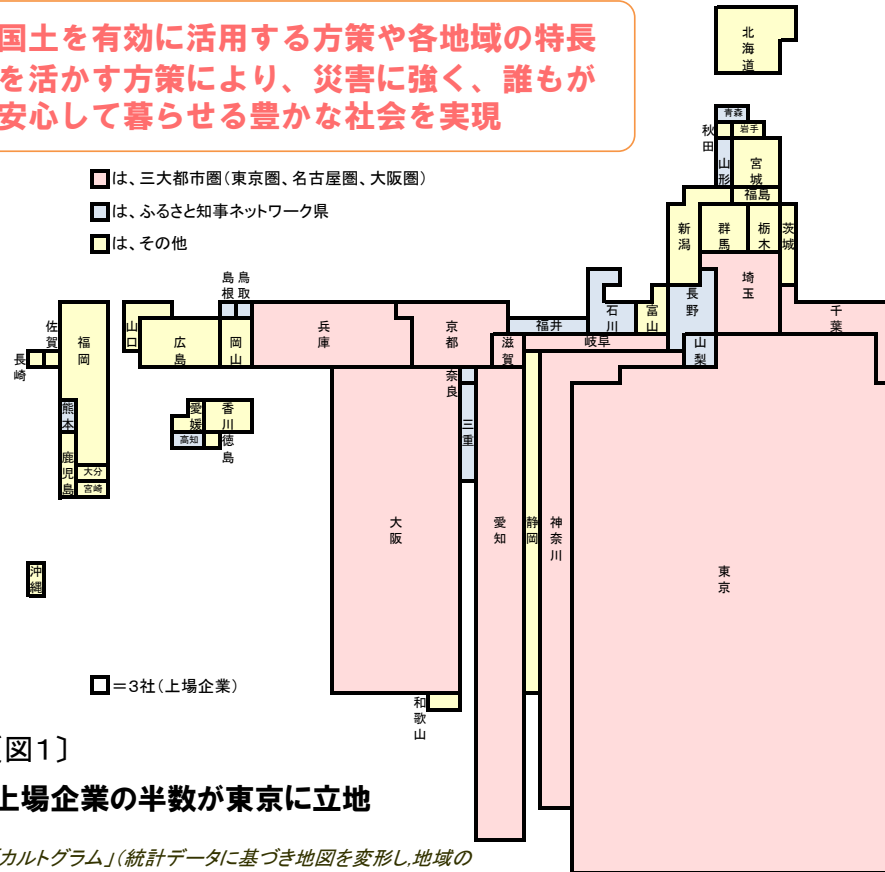 国土を有効に活用する方策や各地域の特長
を活かす方策により、災害に強く、誰もが
安心して暮らせる豊かな社会を実現
は、三大都市圏(東京圏、名古屋圏、大阪圏)
は、ふるさと知事ネットワーク県
は、その他
北海道
青森
秋田
岩手
山形
宮城
福島
新潟
群馬
栃木
茨城
埼玉
千葉
長野
山梨
富山
石川
福井
岐阜
滋賀
京都
兵庫
鳥取
島根
岡山
広島
山口
福岡
佐賀
長崎
熊本
鹿児島
大分
宮崎
沖縄
愛媛
香川
高知
徳島
奈良
三重
大阪
愛知
静岡
神奈川
東京
和歌山
=3社(上場企業)
〔図1〕
上場企業の半数が東京に立地
「カルトグラム」(統計データに基づき地図を変形し,地域の